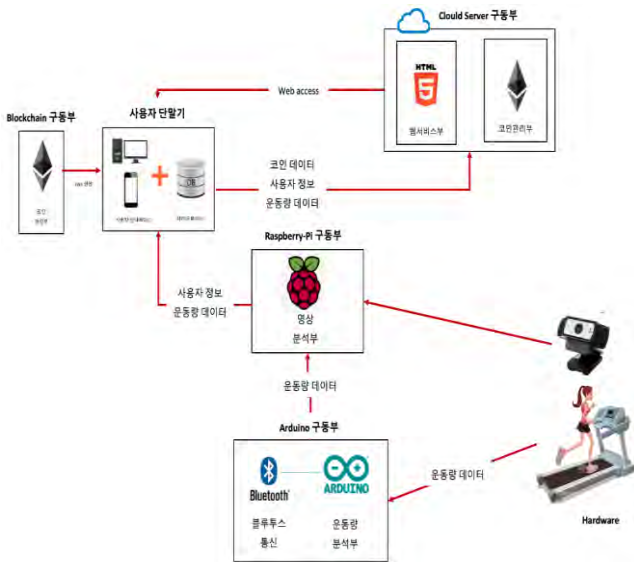 Clould Server 구동부
HTML
5
웹서비스부
코인관리부
Web access
Blockchain 구동부
사용자 단말기
DB
코인 데이터
사용자 정보
운동량 데이터
Raspberry-Pi 구동부
영상
분석부
사용자 정보
운동량 데이터
운동량 데이터
Arduino 구동부
Bluetooth
ARDUINO
블루투스
통신
운동량
분석부
운동량 데이터
Hardware